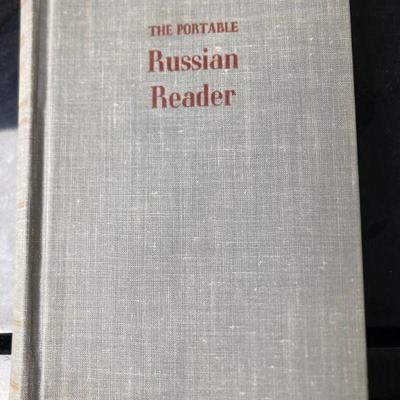 THE PORTABLE
Russian
Reader